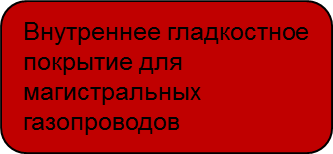 Внутреннее гладкостное
покрытие для
магистральных
газопроводов